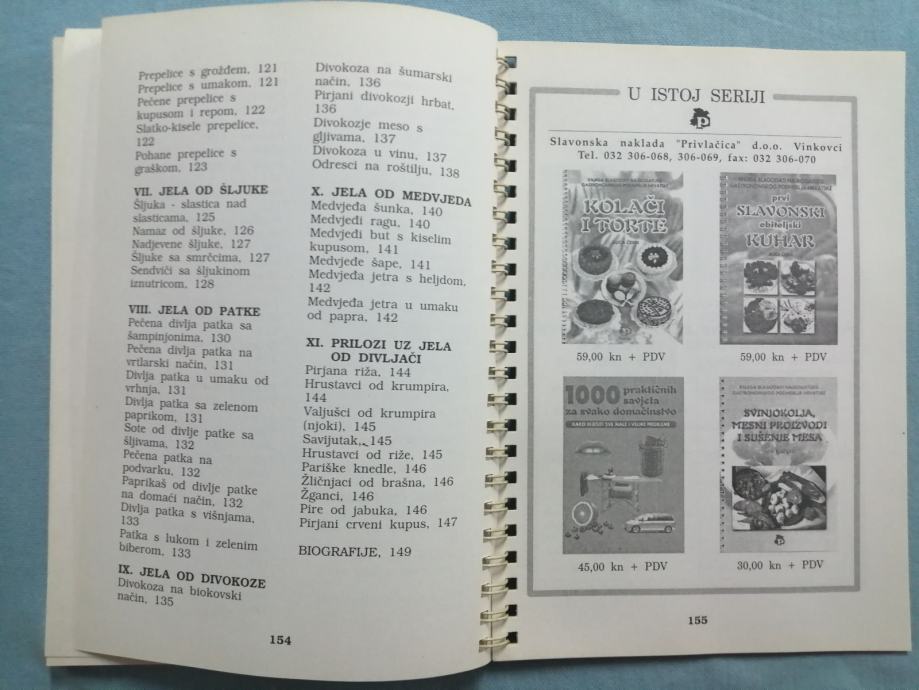 Prepelice s grožđem, 121
Prepelice s umakom, 121
Pečene prepelice s
kupusom i repom, 122
Slatko-kisele prepelice,
122
Pohane prepelice s
graškom, 123
VII. JELA OD ŠLJUKE
Šljuka - slastica nad
slasticama, 125
Namaz od šljuke, 126
Nadjevene šljuke, 127
Šljuke sa smrčcima, 127
Sendviči sa šljukinom
iznutricom, 128
VIII. JELA OD PATKE
Pečena divlja patka sa
šampinjonima, 130
Pečena divlja patka na
vrtlarski način, 131
Divlja patka u umaku od
vrhnja, 131
Divlja patka sa zelenom
paprikom, 131
Sote od divlje patke sa
šljivama, 132
Pečena patka na
podvarku, 132
Paprikaš od divlje patke
na domaći način, 132
Divlja patka s višnjama,
133
Patka s lukom i zelenim
biberom, 133
IX. JELA OD DIVOKOZE
Divokoza na biokovski
način, 135
Divokoza na šumarski
način, 136
Pirjani divokozji hrbat,
136
Divokozje meso s
gljivama, 137
Divokoza u vinu, 137
Odresci na roštilju, 138
X. JELA OD MEDVJEDA
Medvjeđa šunka, 140
Medvjeđi ragu, 140
Medvjeđi but s kiselim
kupusom, 141
Medvjeđe šape, 141
Medvjeđa jetra s heljdom,
142
Medvjeđa jetra u umaku
od papra, 142
XI. PRILOZI UZ JELA
OD DIVLJAČI
Pirjana riža, 144
Hrustavci od krumpira,
144
Valjušci od krumpira
(njoki), 145
Savijutak, 145
Hrustavci od riže, 145
Pariške knedle, 146
Žličnjaci od brašna, 146
Žganci, 146
Pire od jabuka, 146
Pirjani crveni kupus, 147
BIOGRAFIJE, 149
154
U ISTOJ SERIJI
p
Slavonska naklada "Privlačica" d.o.o. Vinkovci
Tel. 032 306-068, 306-069, fax: 032 306-070
KOLAČI
I TORTE
59,00 kn + PDV
prvi
SLAVONSKI
obiteljski
KUHAR
59,00 kn + PDV
1000 praktičnih
savjeta
za svako domaćinstvo
KAKO RIJEŠITI SVE MALE I VELIKE PROBLEME
45,00 kn + PDV
SVINJOKOLJA,
MESNI PROIZVODI
I SUŠENJE MESA
30,00 kn + PDV
155